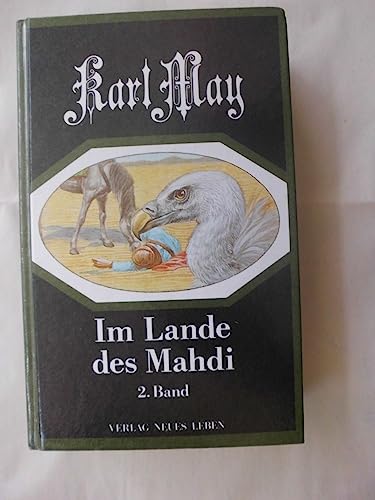 Karl May
Im Lande
des Mahdi
2. Band
VERLAG NEUES LEBEN